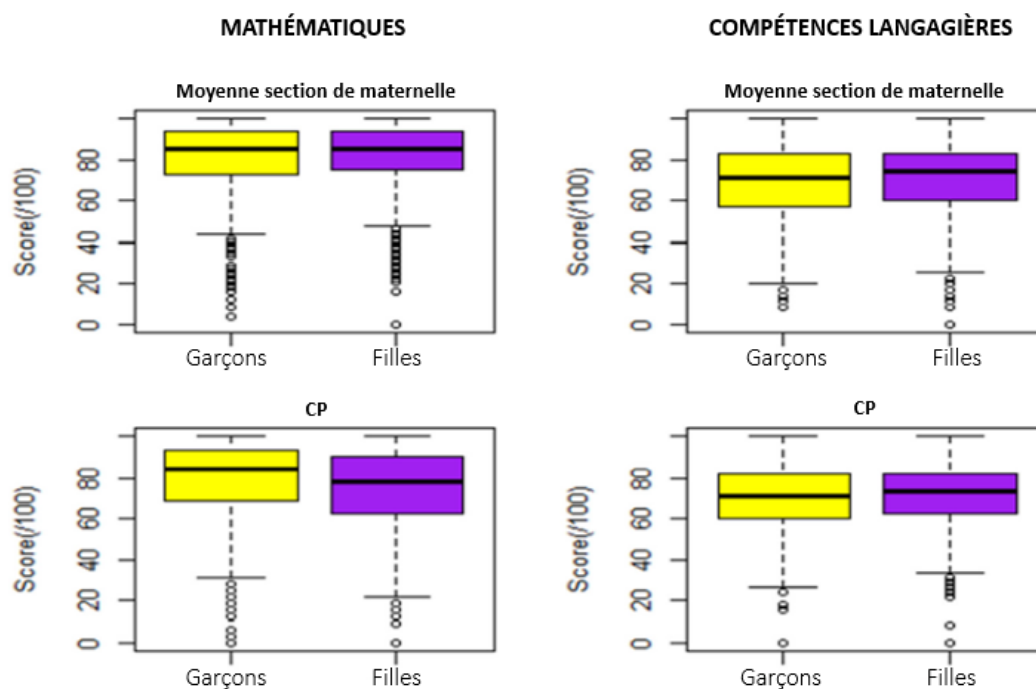 MATHÉMATIQUES
COMPÉTENCES LANGAGIÈRES
Moyenne section de maternelle
Score(/100)
0 20 40 60 80
Garçons Filles
Moyenne section de maternelle
Score(/100)
0 20 40 60 80
Garçons Filles
CP
Score(/100)
0 20 40 60 80
Garçons Filles
CP
Score(/100)
0 20 40 60 80
Garçons Filles